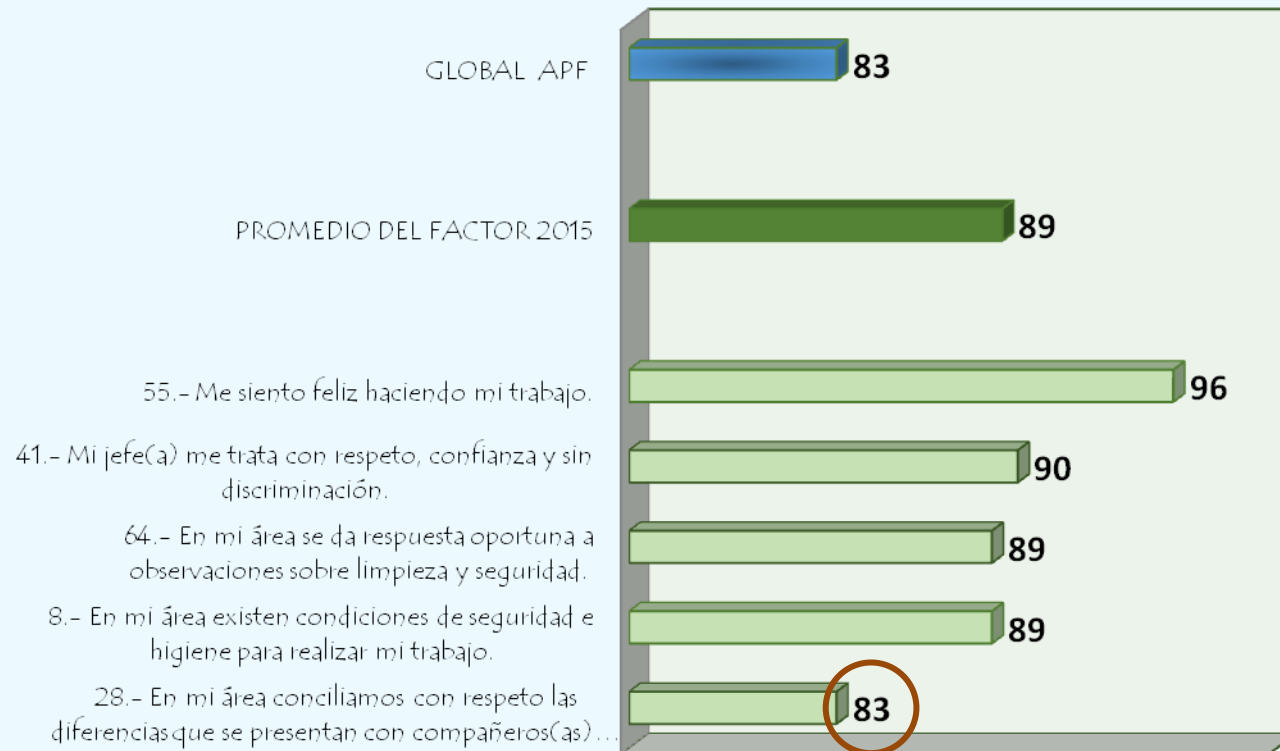 GLOBAL APF
83
PROMEDIO DEL FACTOR 2015
89
55.- Me siento feliz haciendo mi trabajo.
96
41.- Mi jefe(a) me trata con respeto, confianza y sin
discriminación.
90
64.- En mi área se da respuesta oportuna a
observaciones sobre limpieza y seguridad.
89
8.- En mi área existen condiciones de seguridad e
higiene para realizar mi trabajo.
89
28.- En mi área conciliamos con respeto las
diferencias que se presentan con compañeros(as)...
83